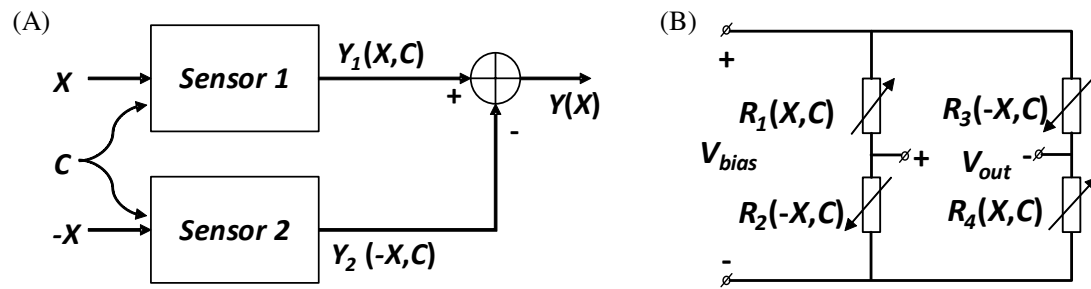 (A)
X
Sensor 1
Y1(X,C)
+
Y(X)
-
C
-X
Sensor 2
Y2 (-X,C)
(B)
+
R1(X,C)
R3(-X,C)
Vbias
+
Vout
-
R2(-X,C)
R4(X,C)
-